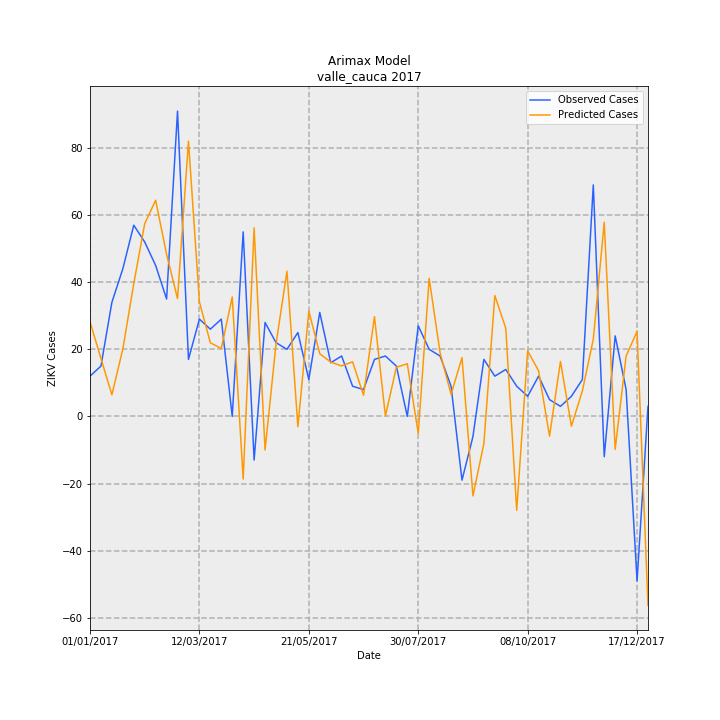 Arimax Model
valle_cauca 2017
Observed Cases
Predicted Cases
ZIKV Cases
80
60
40
20
0
−20
−40
−60
01/01/2017 12/03/2017 21/05/2017 30/07/2017 08/10/2017 17/12/2017
Date